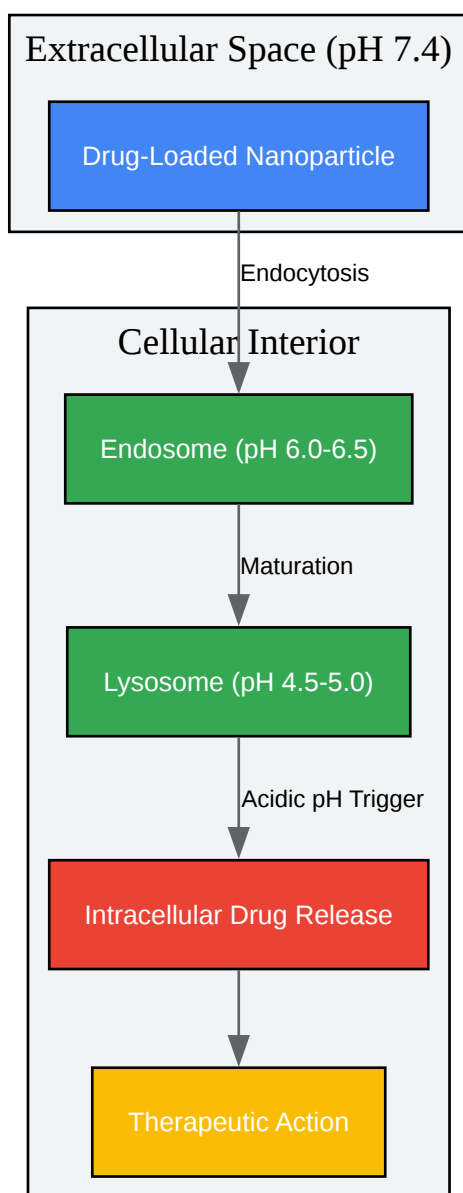 Extracellular Space (pH 7.4)
Drug-Loaded Nanoparticle
Endocytosis
Cellular Interior
Endosome (pH 6.0-6.5)
Maturation
Lysosome (pH 4.5-5.0)
Acidic pH Trigger
Intracellular Drug Release
Therapeutic Action